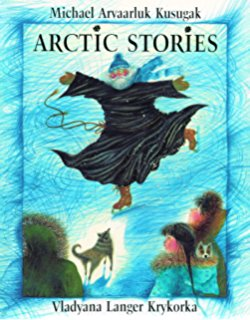 Michael Arvaarluk Kusugak
ARCTIC STORIES
Vladyana Langer Krykorka